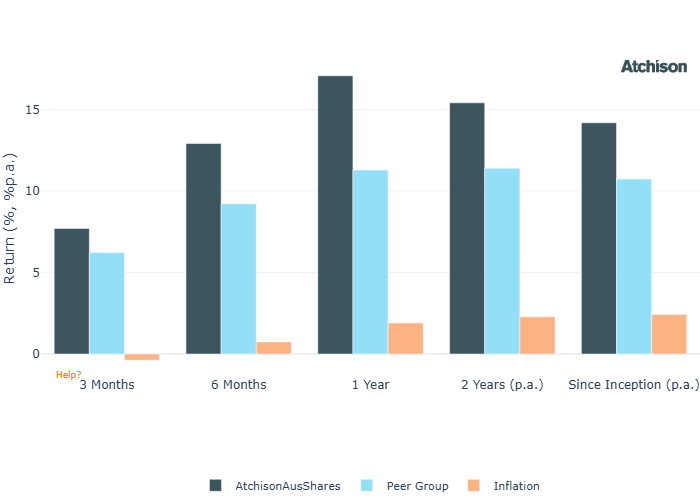 Atchison
Return (%, %p.a.)
15
10
5
0
Help?
3 Months
6 Months
1 Year
2 Years (p.a.)
Since Inception (p.a.)
AtchisonAusShares
Peer Group
Inflation